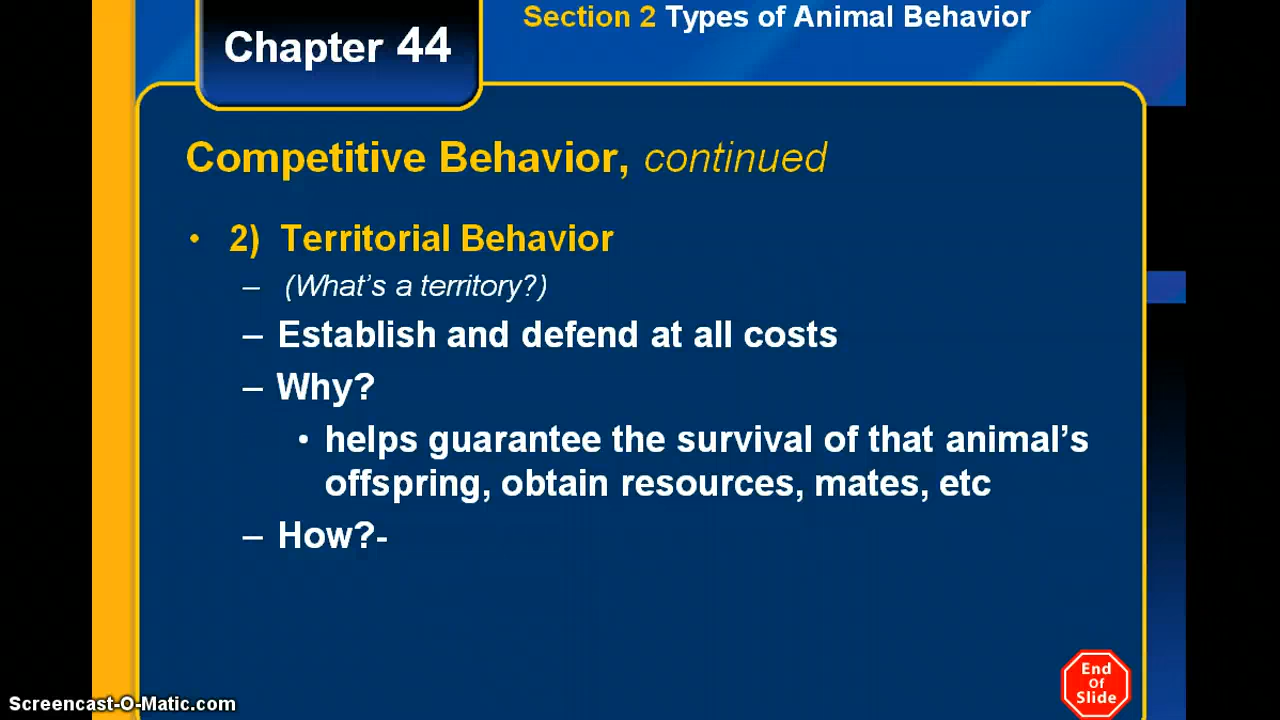 Section 2 Types of Animal Behavior
Chapter 44
Competitive Behavior, continued
• 2) Territorial Behavior
– (What's a territory?)
– Establish and defend at all costs
– Why?
• helps guarantee the survival of that animal's
offspring, obtain resources, mates, etc
– How?-
End
Of
Slide
Screencast-O-Matic.com